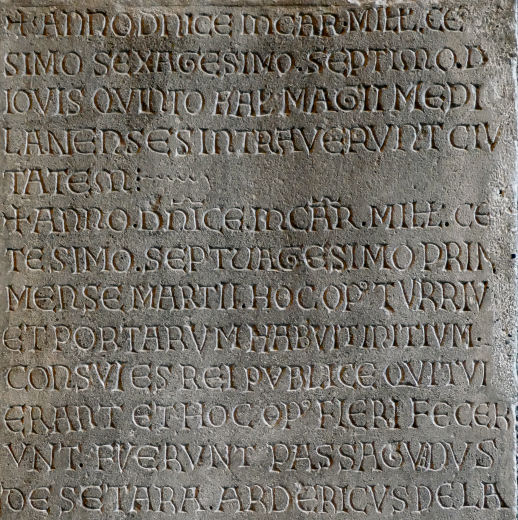 + ANNO DNICE INCAR. MILL. CE
SIMO SEXAGESIMO. SEPTIMO. D
IOVIS QVINTO KAL MAGII MEDI
LANENSES INTRAVERVNT CIV
TATEM
+ ANNO. DNICE. INCAR. MILL. CE
TESIMO. SEPTUAGESIMO PRIM
MENSE MARTII. HOC OP' TVRRIV
ET PORTARVM HABVIT INITIVM.
CONSVLES REI PVBLICE QVI TVI
ERANT ET HOC OP' FIERI FECER
VNT. FVERVNT PASSAGVADVS
DE SETARA. ARDERICVS DE LA